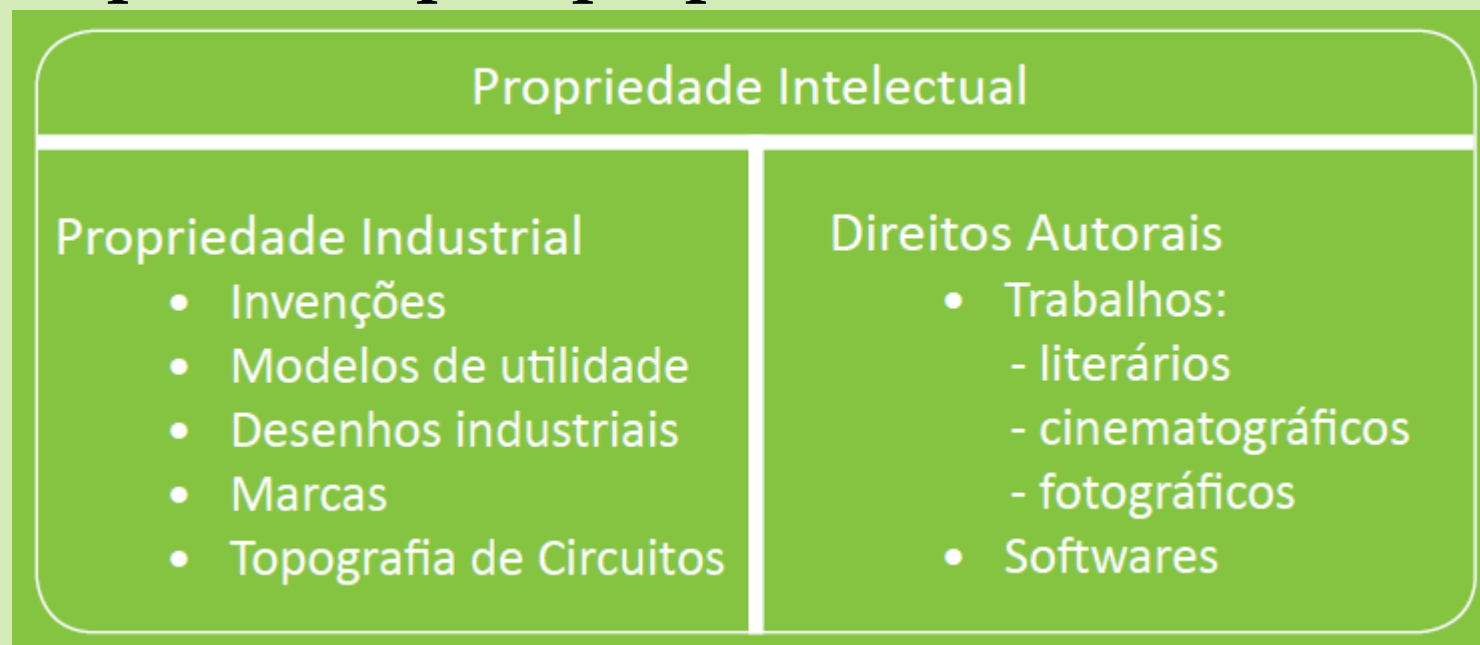 Propriedade Intelectual
Propriedade Industrial
• Invenções
• Modelos de utilidade
• Desenhos industriais
• Marcas
• Topografia de Circuitos
Direitos Autorais
• Trabalhos:
- literários
- cinematográficos
- fotográficos
• Softwares